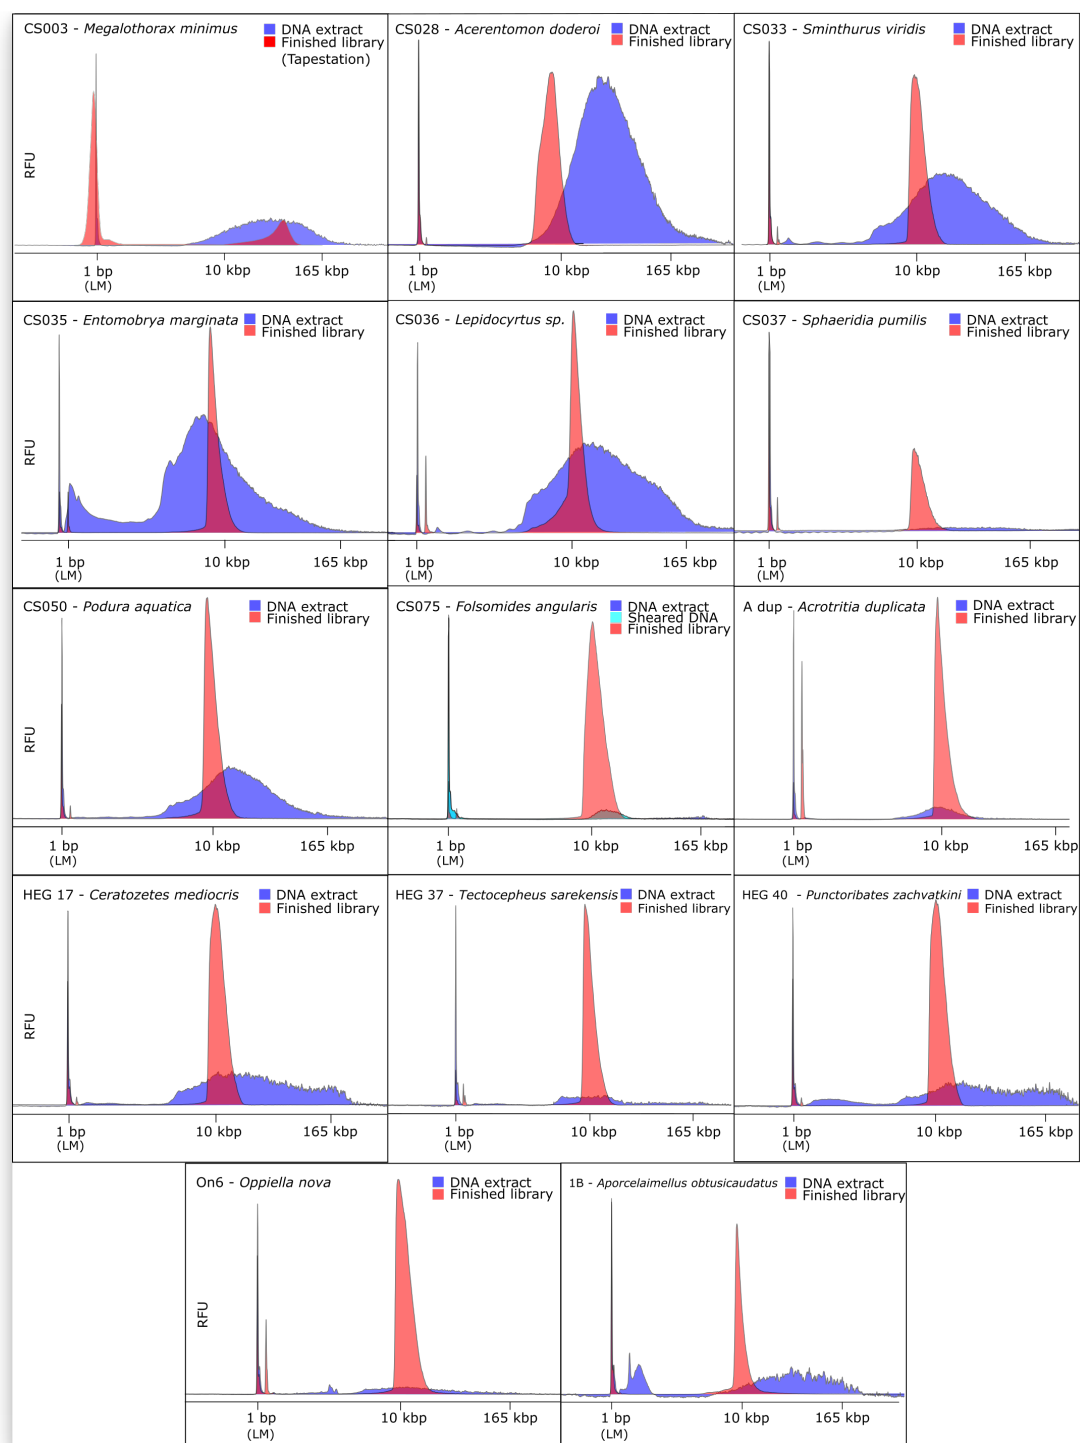 CS003 - Megalothorax minimus
DNA extract
Finished library
(Tapestation)
RFU
1 bp
(LM)
10 kbp
165 kbp
CS028 - Acerentomon doderoi
DNA extract
Finished library
1 bp
(LM)
10 kbp
165 kbp
CS033 - Sminthurus viridis
DNA extract
Finished library
1 bp
(LM)
10 kbp
165 kbp
CS035 - Entomobrya marginata
DNA extract
Finished library
RFU
1 bp
(LM)
10 kbp
165 kbp
CS036 - Lepidocyrtus sp.
DNA extract
Finished library
1 bp
(LM)
10 kbp
165 kbp
CS037 - Sphaeridia pumilis
DNA extract
Finished library
1 bp
(LM)
10 kbp
165 kbp
CS050 - Podura aquatica
DNA extract
Finished library
RFU
1 bp
(LM)
10 kbp
165 kbp
CS075 - Folsomides angularis
DNA extract
Sheared DNA
Finished library
1 bp
(LM)
10 kbp
165 kbp
A dup - Acrotritia duplicata
DNA extract
Finished library
1 bp
(LM)
10 kbp
165 kbp
HEG 17 - Ceratozetes mediocris
DNA extract
Finished library
RFU
1 bp
(LM)
10 kbp
165 kbp
HEG 37 - Tectocepheus sarekensis
DNA extract
Finished library
1 bp
(LM)
10 kbp
165 kbp
HEG 40 - Punctoribates zachvatkini
DNA extract
Finished library
1 bp
(LM)
10 kbp
165 kbp
On6 - Oppiella nova
DNA extract
Finished library
RFU
1 bp
(LM)
10 kbp
165 kbp
1B - Aporcelaimellus obtusicaudatus
DNA extract
Finished library
1 bp
(LM)
10 kbp
165 kbp